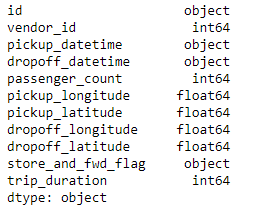 id object
vendor_id int64
pickup_datetime object
dropoff_datetime object
passenger_count int64
pickup_longitude float64
pickup_latitude float64
dropoff_longitude float64
dropoff_latitude float64
store_and_fwd_flag object
trip_duration int64
dtype: object